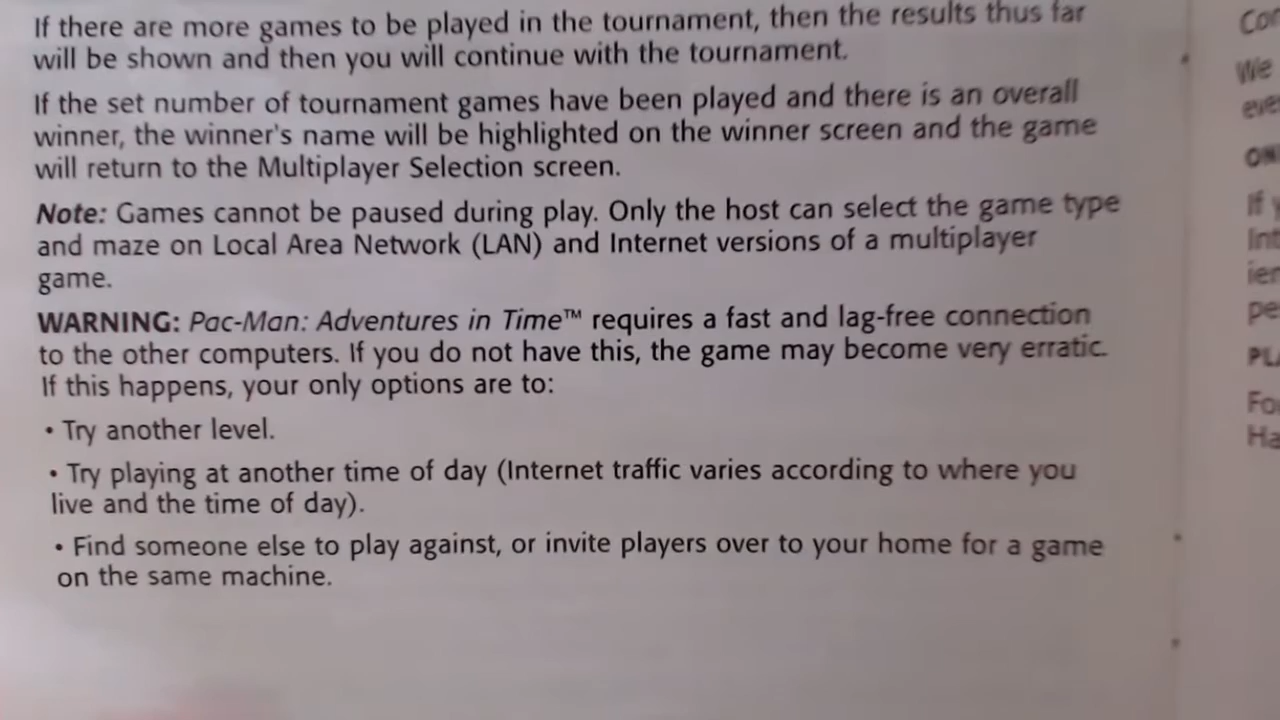 If there are more games to be played in the tournament, then the results thus far
will be shown and then you will continue with the tournament.
If the set number of tournament games have been played and there is an overall
winner, the winner's name will be highlighted on the winner screen and the game
will return to the Multiplayer Selection screen.
Note: Games cannot be paused during play. Only the host can select the game type
and maze on Local Area Network (LAN) and Internet versions of a multiplayer
game.
WARNING: Pac-Man: Adventures in Time™ requires a fast and lag-free connection
to the other computers. If you do not have this, the game may become very erratic.
If this happens, your only options are to:
• Try another level.
• Try playing at another time of day (Internet traffic varies according to where you
live and the time of day).
• Find someone else to play against, or invite players over to your home for a game
on the same machine.
We
If